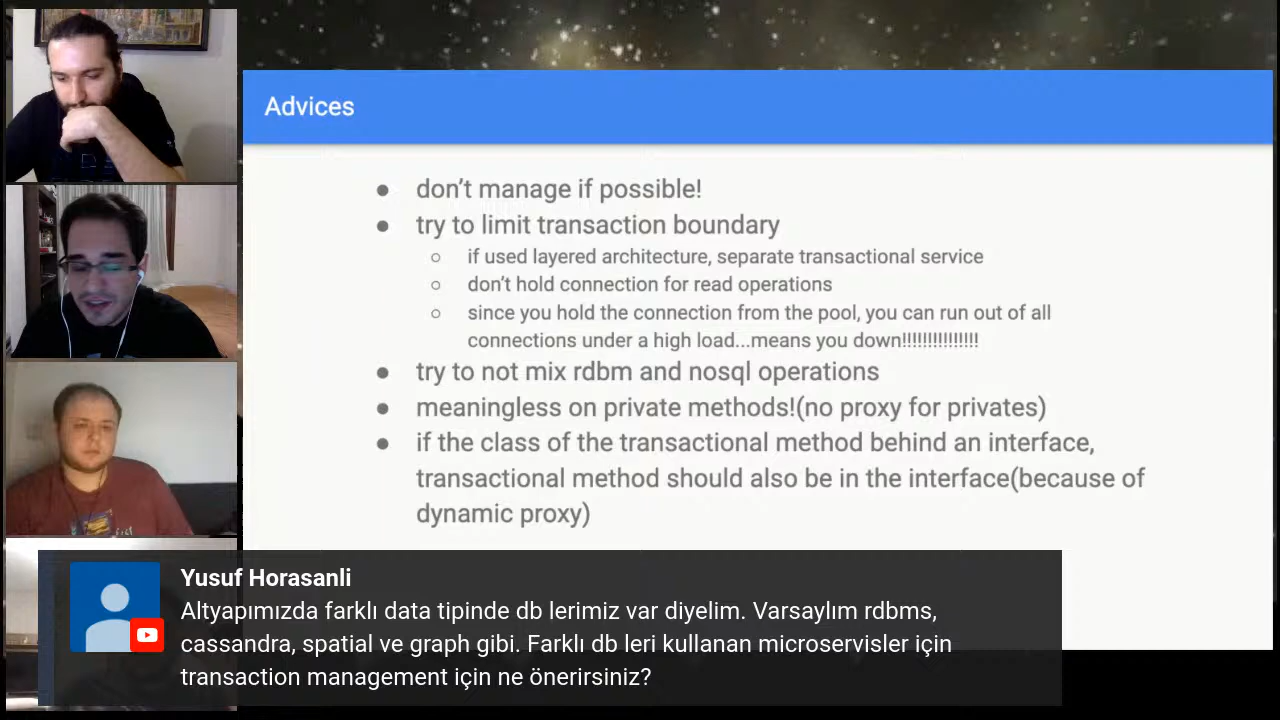 Advices
● don’t manage if possible!
● try to limit transaction boundary
○ if used layered architecture, separate transactional service
○ don’t hold connection for read operations
○ since you hold the connection from the pool, you can run out of all
connections under a high load...means you down!!!!!!!!!!!!!!!
● try to not mix rdbm and nosql operations
● meaningless on private methods!(no proxy for privates)
● if the class of the transactional method behind an interface,
transactional method should also be in the interface(because of
dynamic proxy)
Yusuf Horasanli
Altyapımızda farklı data tipinde db lerimiz var diyelim. Varsaylım rdbms,
cassandra, spatial ve graph gibi. Farklı db leri kullanan microservisler için
transaction management için ne önerirsiniz?